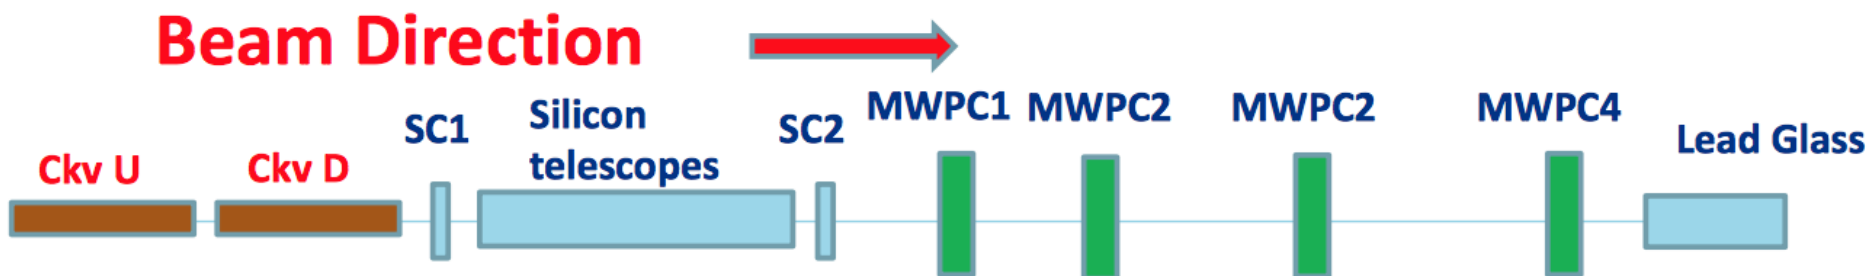 Beam Direction
MWPC1
MWPC2
MWPC2
MWPC4
SC1
Silicon
telescopes
SC2
Lead Glass
Ckv U
Ckv D